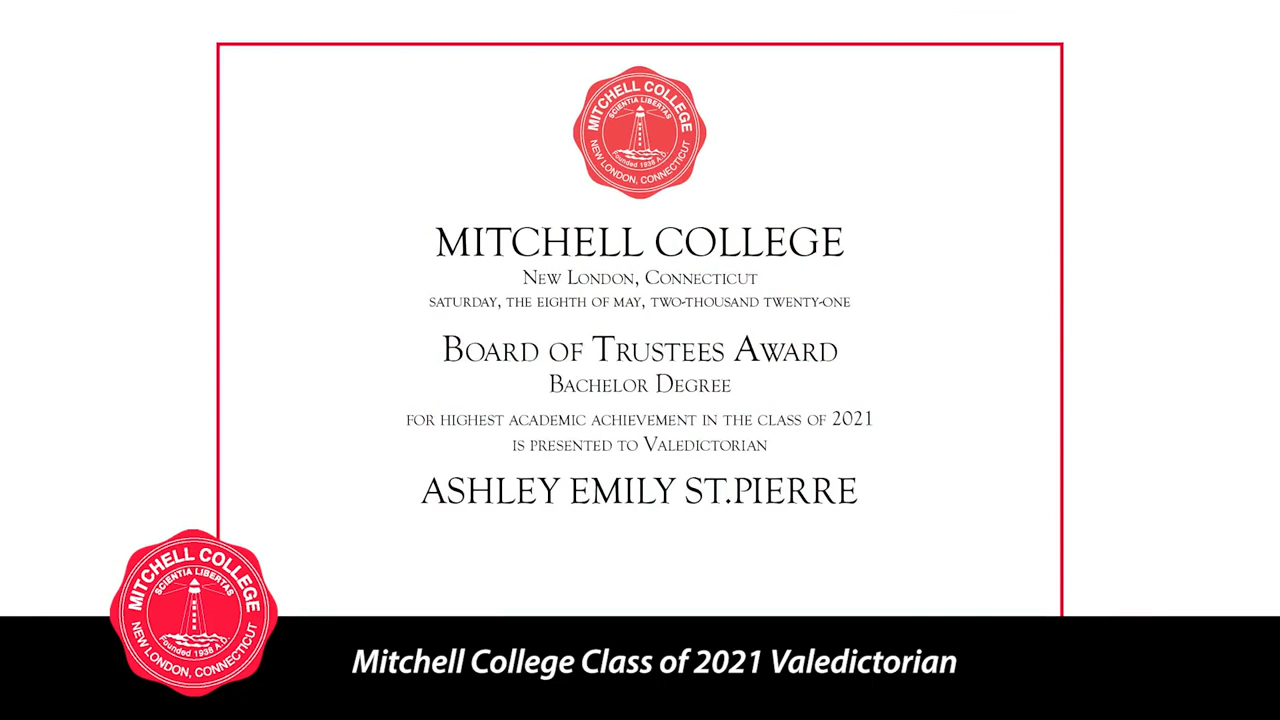 MITCHELL COLLEGE
SCIENTIA LIBERTAS
Founded 1938 A.D.
NEW LONDON, CONNECTICUT
MITCHELL COLLEGE
NEW LONDON, CONNECTICUT
SATURDAY, THE EIGHTH OF MAY, TWO-THOUSAND TWENTY-ONE
BOARD OF TRUSTEES AWARD
BACHELOR DEGREE
FOR HIGHEST ACADEMIC ACHIEVEMENT IN THE CLASS OF 2021
IS PRESENTED TO VALEDICTORIAN
ASHLEY EMILY ST.PIERRE
MITCHELL COLLEGE
SCIENTIA LIBERTAS
Founded 1938 A.D.
NEW LONDON, CONNECTICUT
Mitchell College Class of 2021 Valedictorian